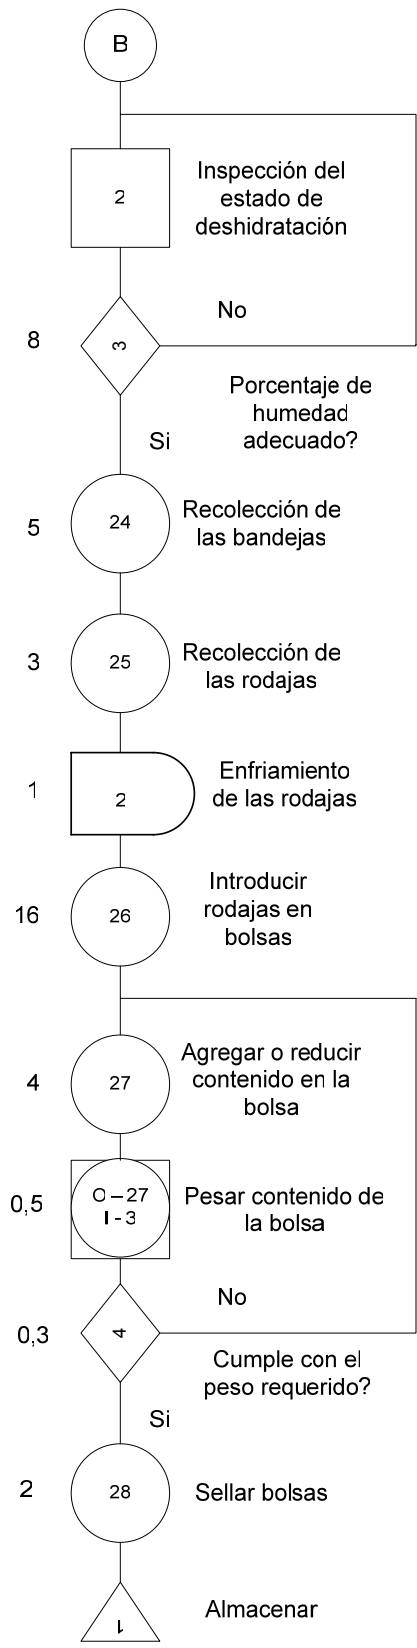 B
2
Inspección del
estado de
deshidratación
No
8
3
Porcentaje de
humedad
adecuado?
Si
5
24
Recolección de
las bandejas
3
25
Recolección de
las rodajas
1
2
Enfriamiento
de las rodajas
16
26
Introducir
rodajas en
bolsas
4
27
Agregar o reducir
contenido en la
bolsa
0,5
O – 27
I - 3
Pesar contenido de
la bolsa
No
0,3
4
Cumple con el
peso requerido?
Si
2
28
Sellar bolsas
1
Almacenar